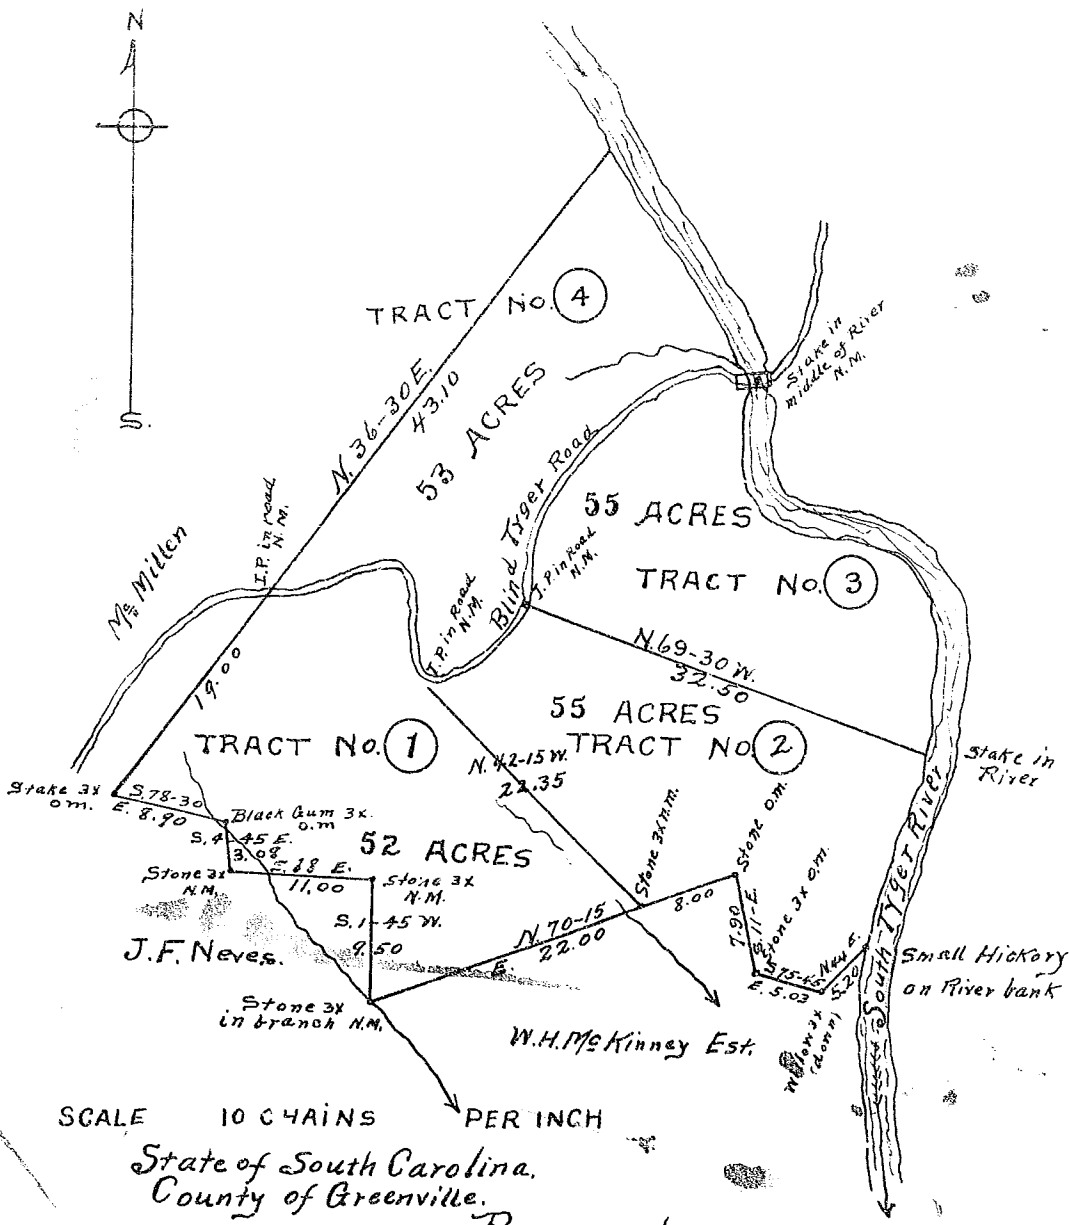 N
S.
TRACT No. 4
N. 36-30 E.
43.10
53 ACRES
Stake in
middle of River
N.M.
Blind Tyger Road
55 ACRES
TRACT No. 3
I.P. in road
N.M.
McMillen
I.P. in Road
N.M.
I.P. in Road
N.M.
N. 69-30 W.
32.50
19.00
55 ACRES
TRACT No. 2
TRACT No. 1
N. 42-15 W.
22.35
Stake in
River
Stake 3x
o.m.
S. 78-30
E. 8.90
Black Gum 3x.
o.m
S. 4-45 E.
3.08
52 ACRES
Stone 3x n.m.
Stone o.m.
Stone 3x
N.M.
E.
11.00
Stone 3x
N.M.
S. 1-45 W.
9.50
8.00
7.90
S. 11-E.
Stone 3x o.m.
J.F. Neves.
N. 70-15
E.
22.00
S. 75-45
E. 5.03
N 44 E.
5.20
Small Hickory
on River bank
South Tyger River
Stone 3x
in branch N.M.
W.H. McKinney Est.
Willow 3x
(down)
SCALE 10 CHAINS PER INCH
State of South Carolina.
County of Greenville.